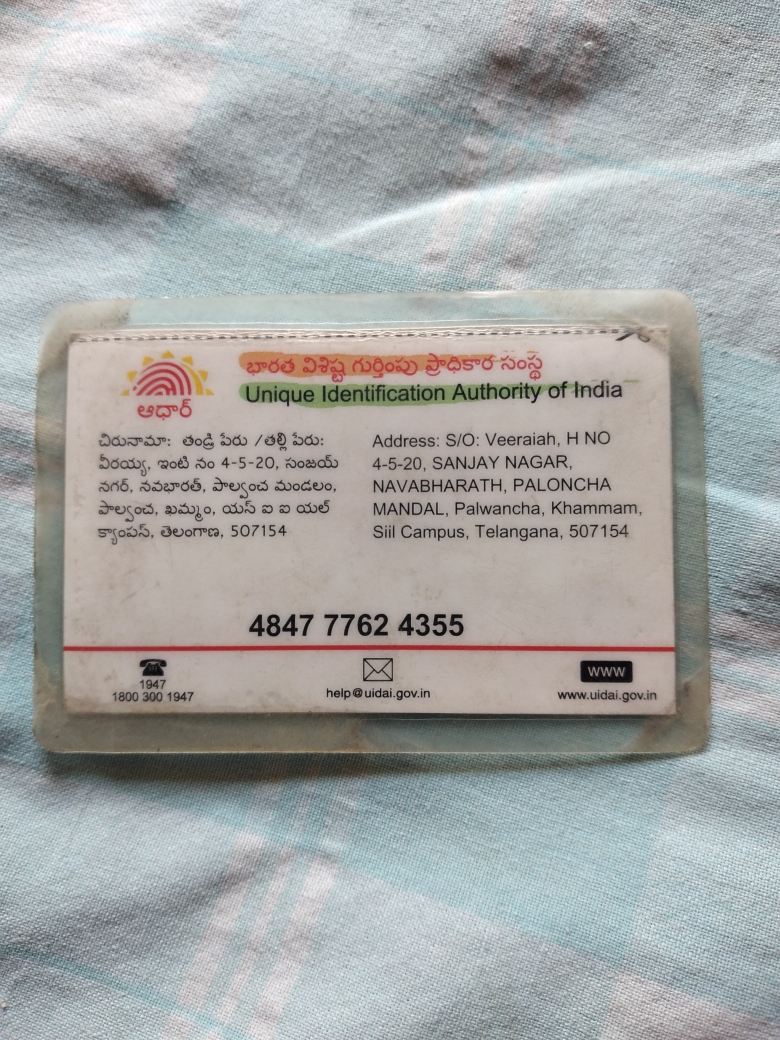 భారత విశిష్ట గుర్తింపు ప్రాధికార సంస్థ
Unique Identification Authority of India
ఆధార్
చిరునామా: తండ్రి పేరు /తల్లి పేరు:
వీరయ్య, ఇంటి నం 4-5-20, సంజయ్
నగర్, నవభారత్, పాల్వంచ మండలం,
పాల్వంచ, ఖమ్మం, యస్ ఐ ఐ యల్
క్యాంపస్, తెలంగాణ, 507154
Address: S/O: Veeraiah, H NO
4-5-20, SANJAY NAGAR,
NAVABHARATH, PALONCHA
MANDAL, Palwancha, Khammam,
Siil Campus, Telangana, 507154
4847 7762 4355
1947
1800 300 1947
help@uidai.gov.in
WWW
www.uidai.gov.in